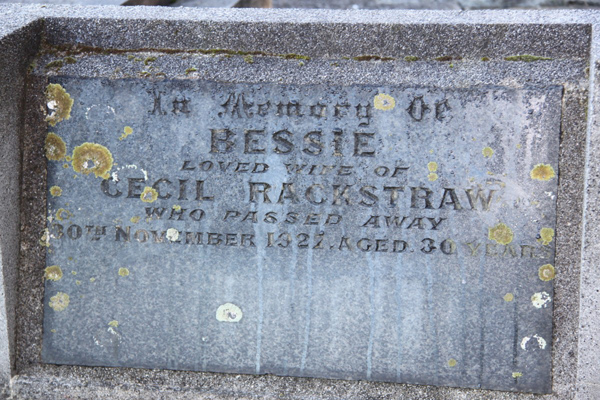 In Memory Of
BESSIE
LOVED WIFE OF
CECIL RACKSTRAW
WHO PASSED AWAY
30TH NOVEMBER 1927. AGED 30 YEARS